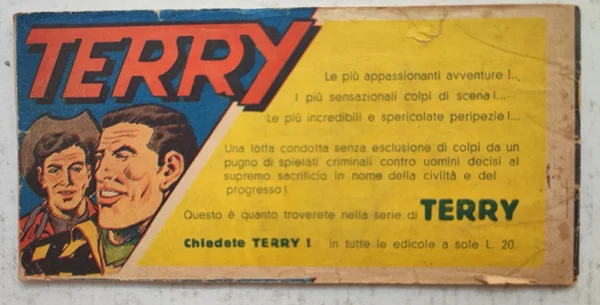 TERRY
Le più appassionanti avventure !..
I più sensazionali colpi di scena !...
Le più incredibili e spericolate peripezie !...
Una lotta condotta senza esclusione di colpi da un
pugno di spietati criminali contro uomini decisi al
supremo sacrificio in nome della civiltà e del
progresso !
Questo è quanto troverete nella serie di TERRY
Chiedete TERRY ! in tutte le edicole a sole L. 20.